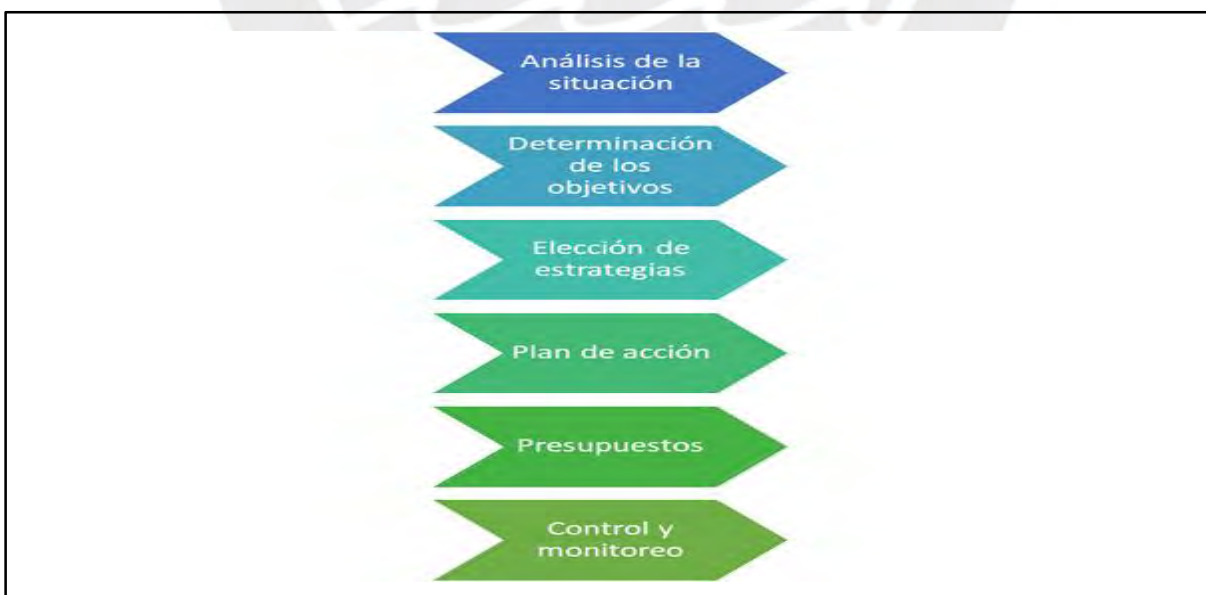 Análisis de la
situación
Determinación
de los
objetivos
Elección de
estrategias
Plan de acción
Presupuestos
Control y
monitoreo